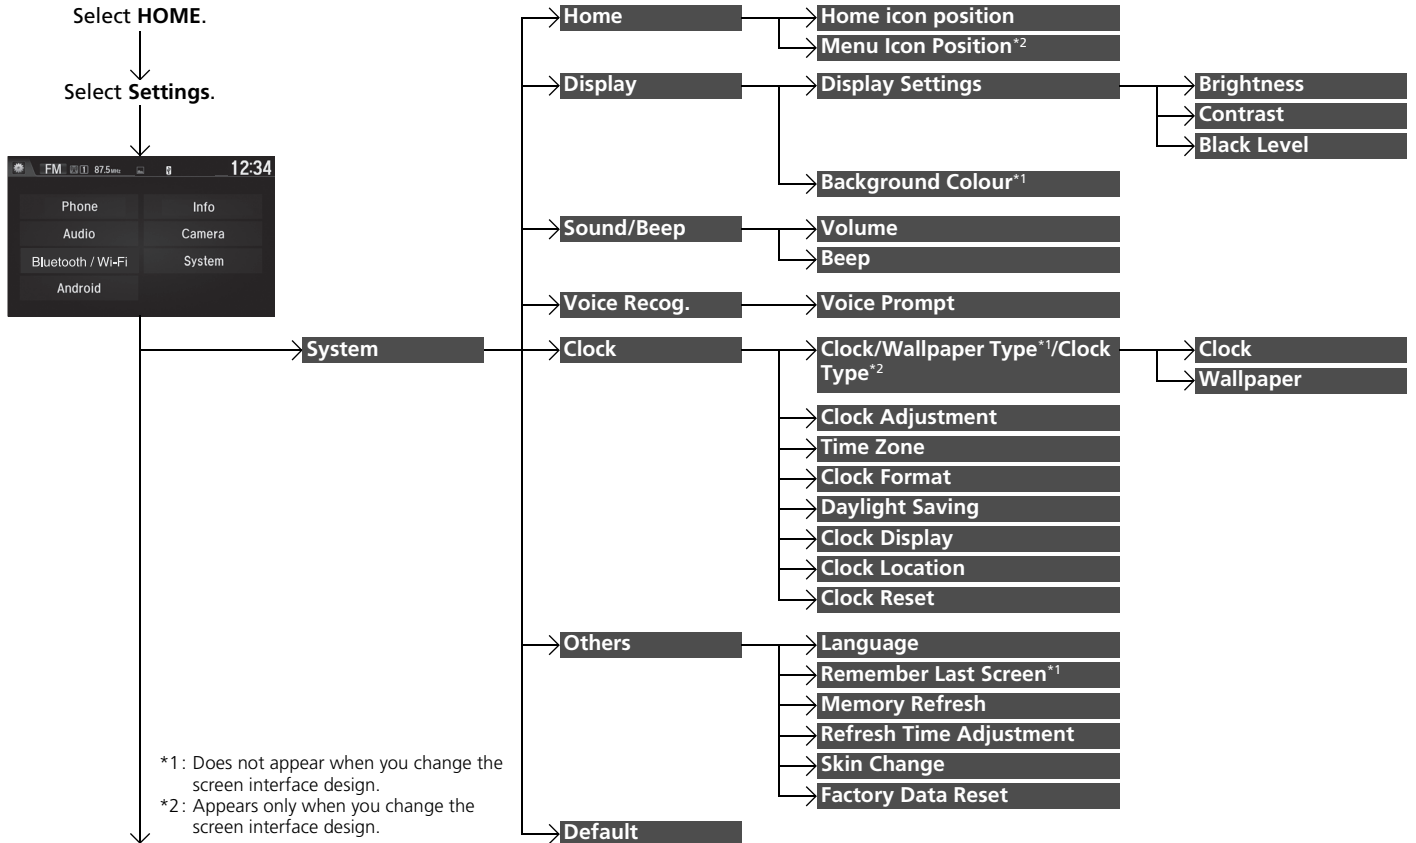 Select HOME.
Select Settings.
FM 1 87.5MHz 12:34
Phone Info
Audio Camera
Bluetooth / Wi-Fi System
Android
System
Home
Home icon position
Menu Icon Position*2
Display
Display Settings
Brightness
Contrast
Black Level
Background Colour*1
Sound/Beep
Volume
Beep
Voice Recog.
Voice Prompt
Clock
Clock/Wallpaper Type*1/Clock
Type*2
Clock
Wallpaper
Clock Adjustment
Time Zone
Clock Format
Daylight Saving
Clock Display
Clock Location
Clock Reset
Others
Language
Remember Last Screen*1
Memory Refresh
Refresh Time Adjustment
Skin Change
Factory Data Reset
Default
*1: Does not appear when you change the
screen interface design.
*2: Appears only when you change the
screen interface design.